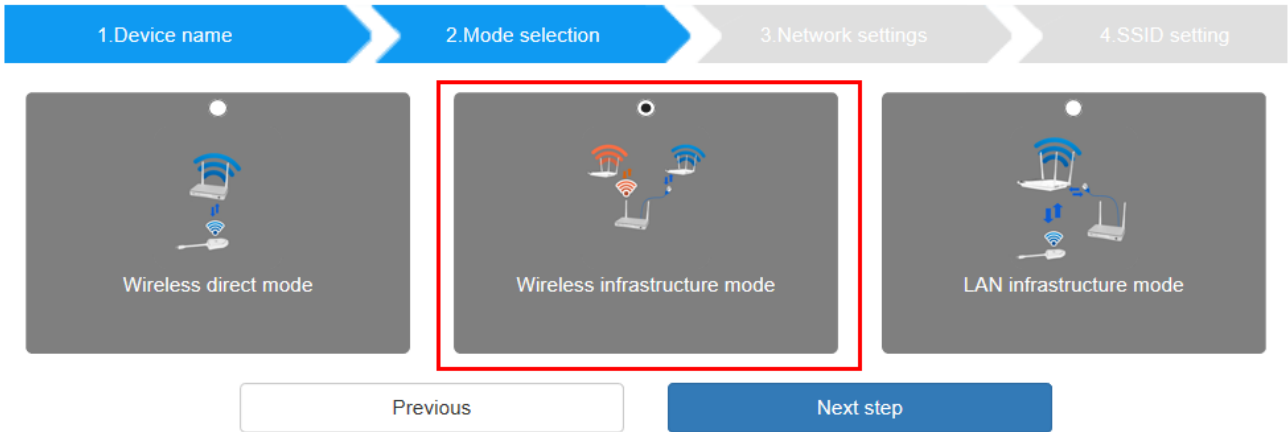 1.Device name
2.Mode selection
3.Network settings
4.SSID setting
Wireless direct mode
Wireless infrastructure mode
LAN infrastructure mode
Previous
Next step